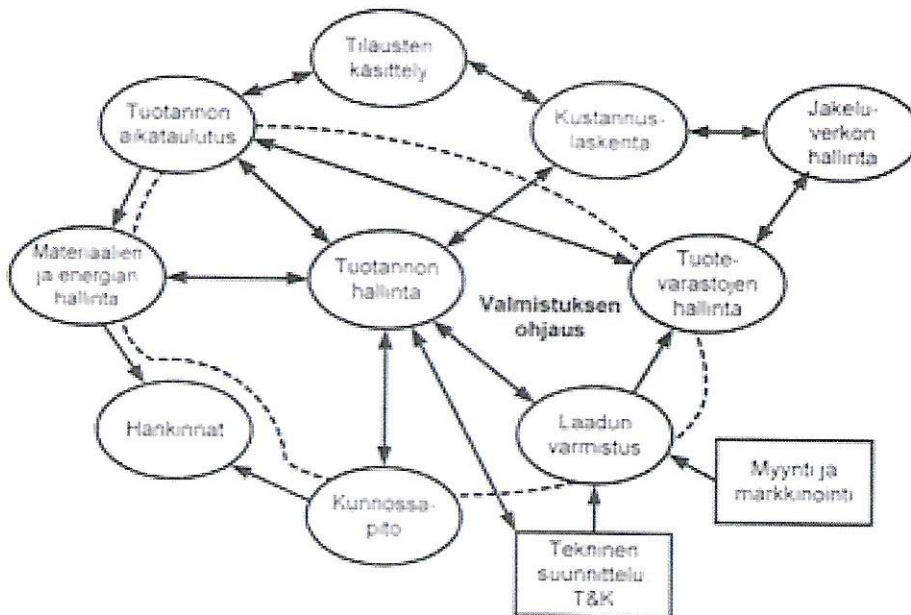 Tilausten
käsittely
Tuotannon
aikataulutus
Kustannus-
laskenta
Jakelu-
verkon
hallinta
Materiaalien
ja energian
hallinta
Tuotannon
hallinta
Tuote-
varastojen
hallinta
Valmistuksen
ohjaus
Hankinnat
Laadun
varmistus
Myynti ja
markkinointi
Kunnossa-
pito
Tekninen
suunnittelu
T&K